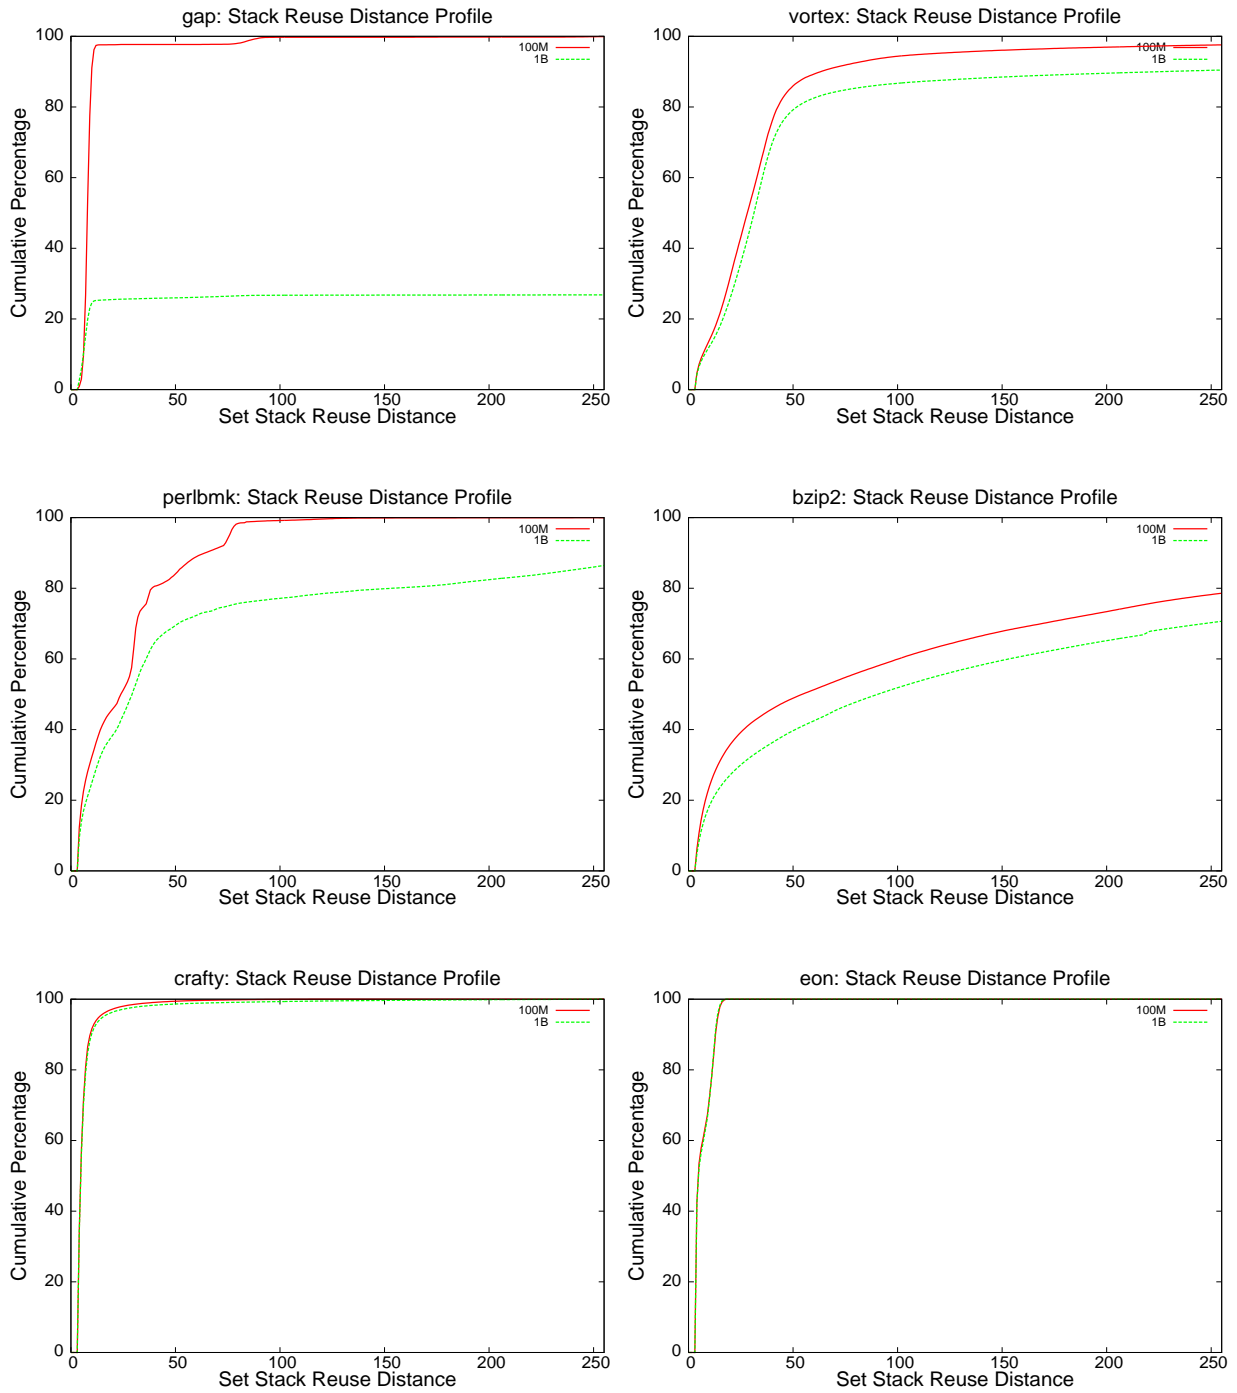 gap: Stack Reuse Distance Profile
100
80
60
40
20
0
0 50 100 150 200 250
Cumulative Percentage
Set Stack Reuse Distance
100M
1B
vortex: Stack Reuse Distance Profile
100
80
60
40
20
0
0 50 100 150 200 250
Cumulative Percentage
Set Stack Reuse Distance
100M
1B
perlbmk: Stack Reuse Distance Profile
100
80
60
40
20
0
0 50 100 150 200 250
Cumulative Percentage
Set Stack Reuse Distance
100M
1B
bzip2: Stack Reuse Distance Profile
100
80
60
40
20
0
0 50 100 150 200 250
Cumulative Percentage
Set Stack Reuse Distance
100M
1B
crafty: Stack Reuse Distance Profile
100
80
60
40
20
0
0 50 100 150 200 250
Cumulative Percentage
Set Stack Reuse Distance
100M
1B
eon: Stack Reuse Distance Profile
100
80
60
40
20
0
0 50 100 150 200 250
Cumulative Percentage
Set Stack Reuse Distance
100M
1B